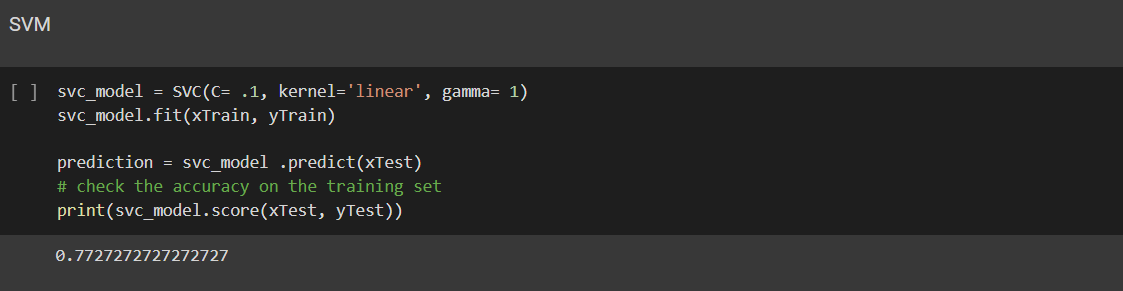 SVM
[ ] svc_model = SVC(C= .1, kernel='linear', gamma= 1)
svc_model.fit(xTrain, yTrain)
prediction = svc_model .predict(xTest)
# check the accuracy on the training set
print(svc_model.score(xTest, yTest))
0.7727272727272727